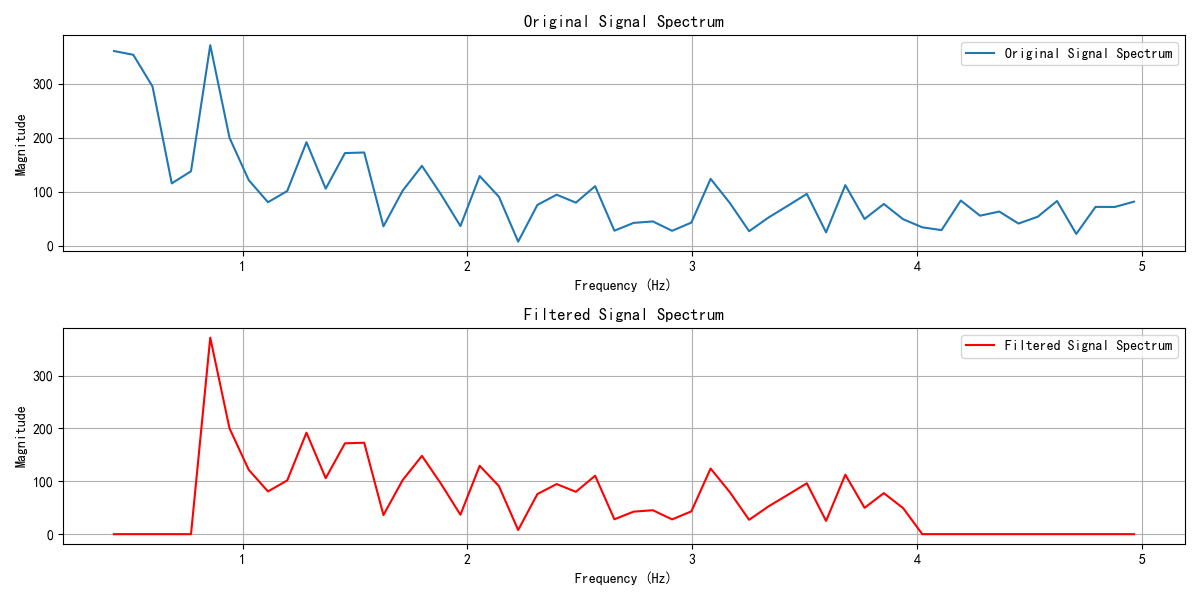 Original Signal Spectrum
Original Signal Spectrum
Magnitude
300
200
100
0
1 2 3 4 5
Frequency (Hz)
Filtered Signal Spectrum
Filtered Signal Spectrum
Magnitude
300
200
100
0
1 2 3 4 5
Frequency (Hz)